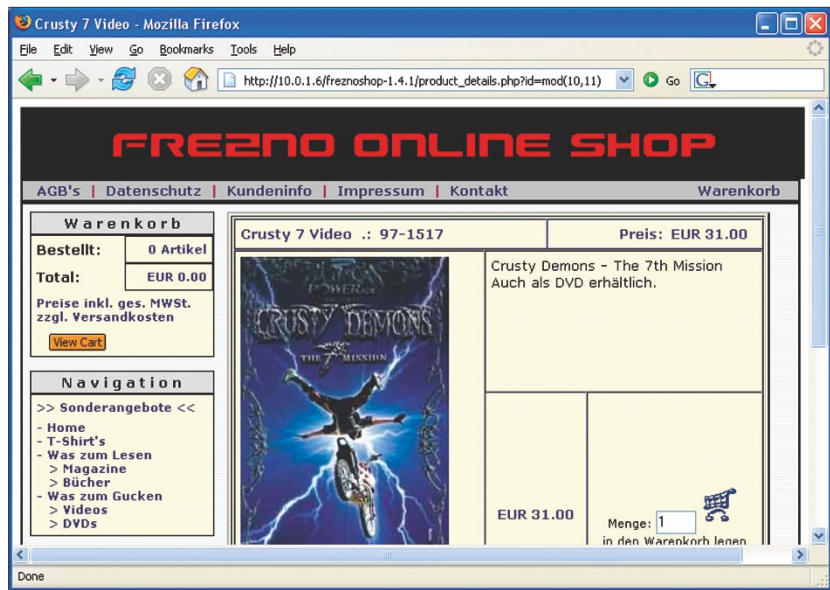 Crusty 7 Video - Mozilla Firefox
File Edit View Go Bookmarks Tools Help
http://10.0.1.6/freznoshop-1.4.1/product_details.php?id=mod(10,11) Go G
FREZNO ONLINE SHOP
AGB's | Datenschutz | Kundeninfo | Impressum | Kontakt Warenkorb
Warenkorb
Bestellt: 0 Artikel
Total: EUR 0.00
Preise inkl. ges. MWSt.
zzgl. Versandkosten
View Cart
Navigation
>> Sonderangebote <<
- Home
- T-Shirt's
- Was zum Lesen
> Magazine
> Bücher
- Was zum Gucken
> Videos
> DVDs
Crusty 7 Video .: 97-1517 Preis: EUR 31.00
CRUSTY DEMONS
THE 7th MISSION
Crusty Demons - The 7th Mission
Auch als DVD erhältlich.
EUR 31.00
Menge: 1
in den Warenkorb legen
Done